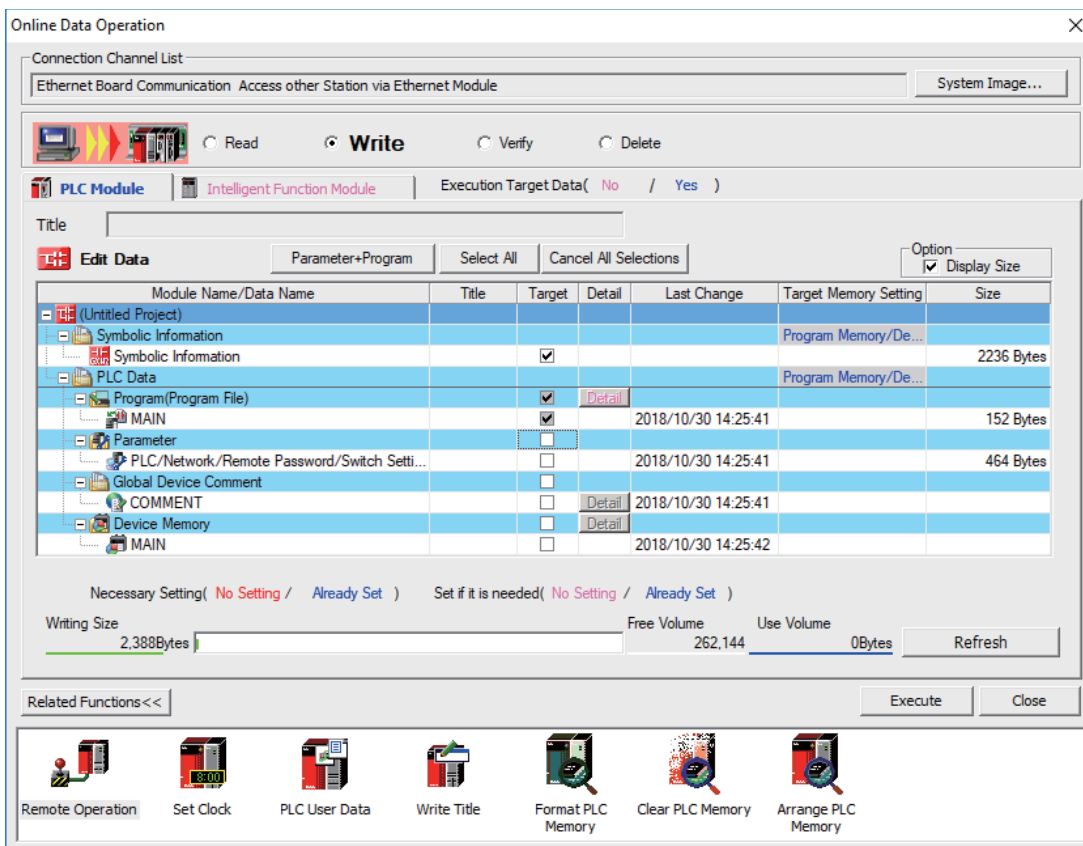 Online Data Operation
Connection Channel List
Ethernet Board Communication Access other Station via Ethernet Module
System Image...
Read Write Verify Delete
PLC Module Intelligent Function Module Execution Target Data( No / Yes )
Title
Edit Data Parameter+Program Select All Cancel All Selections
Option
Display Size
Module Name/Data Name Title Target Detail Last Change Target Memory Setting Size
(Untitled Project)
Symbolic Information Program Memory/De...
Symbolic Information 2236 Bytes
PLC Data Program Memory/De...
Program(Program File) Detail
MAIN 2018/10/30 14:25:41 152 Bytes
Parameter
PLC/Network/Remote Password/Switch Setti... 2018/10/30 14:25:41 464 Bytes
Global Device Comment
COMMENT Detail 2018/10/30 14:25:41
Device Memory Detail
MAIN 2018/10/30 14:25:42
Necessary Setting( No Setting / Already Set ) Set if it is needed( No Setting / Already Set )
Writing Size Free Volume Use Volume
2,388Bytes 262,144 0Bytes Refresh
Related Functions<< Execute Close
8:00
Remote Operation Set Clock PLC User Data Write Title Format PLC Memory Clear PLC Memory Arrange PLC Memory